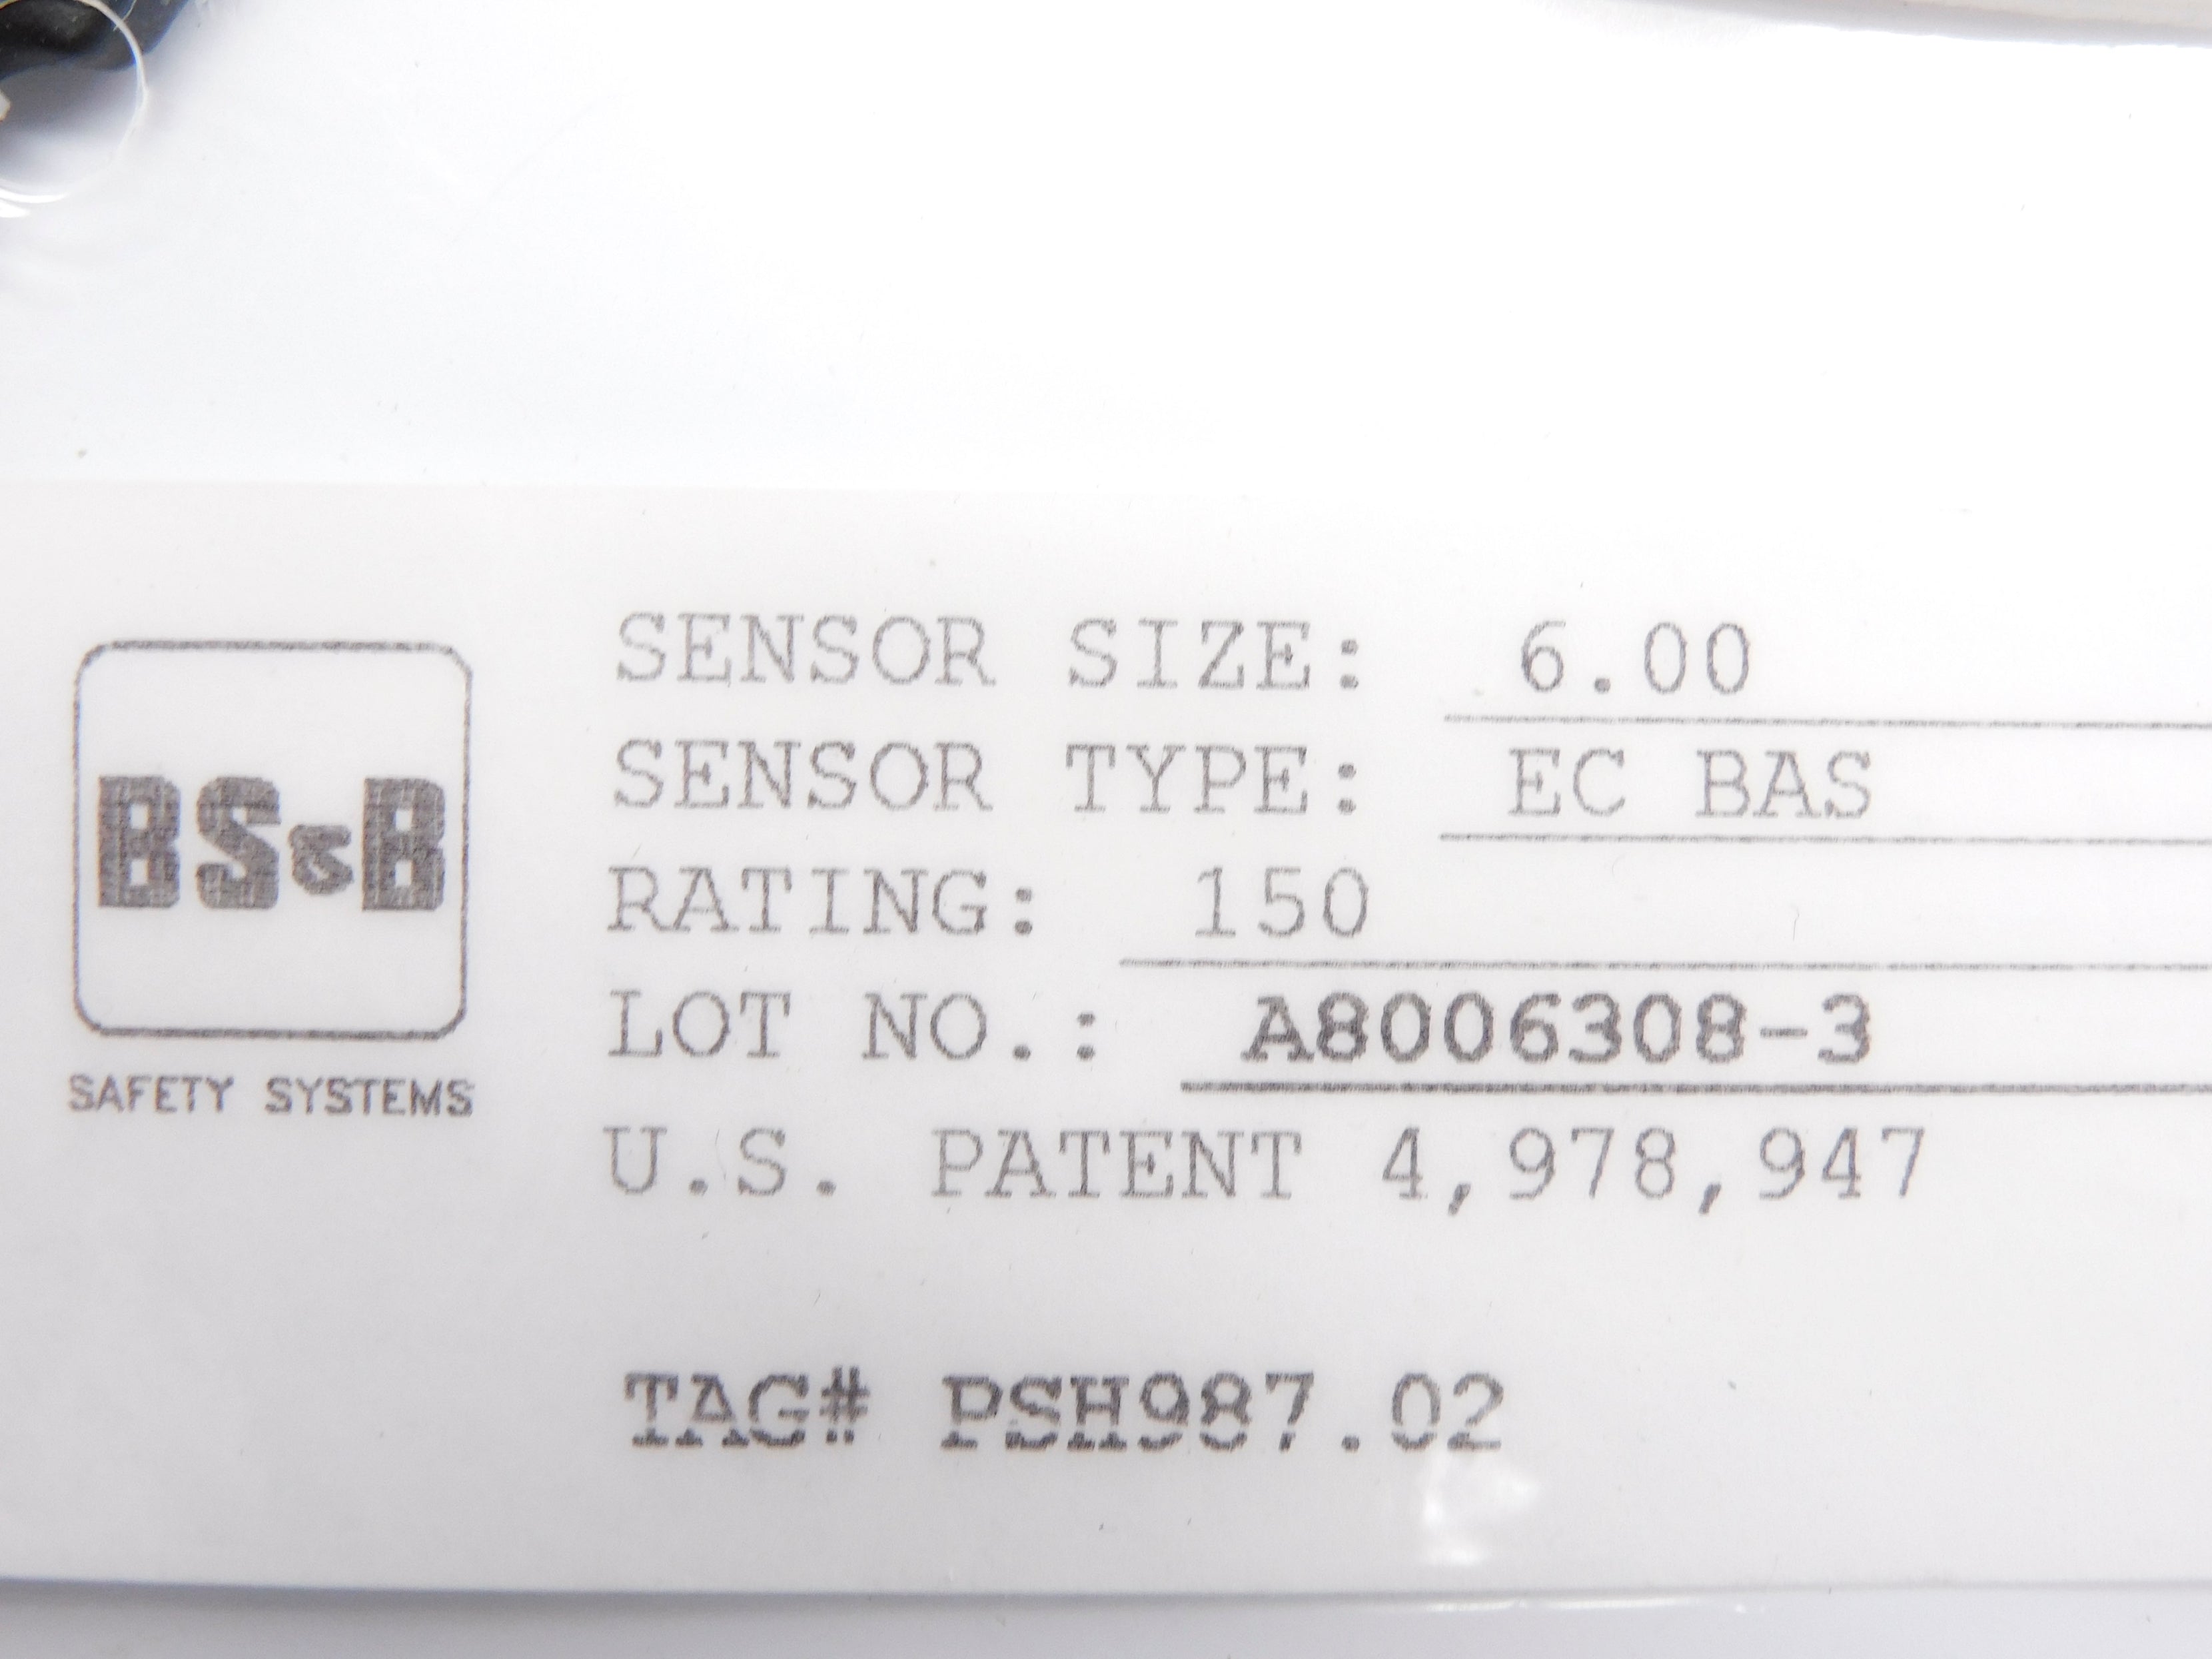 BS&B
SAFETY SYSTEMS
SENSOR SIZE: 6.00
SENSOR TYPE: EC BAS
RATING: 150
LOT NO.: A8006308-3
U.S. PATENT 4,978,947
TAG# PSH987.02